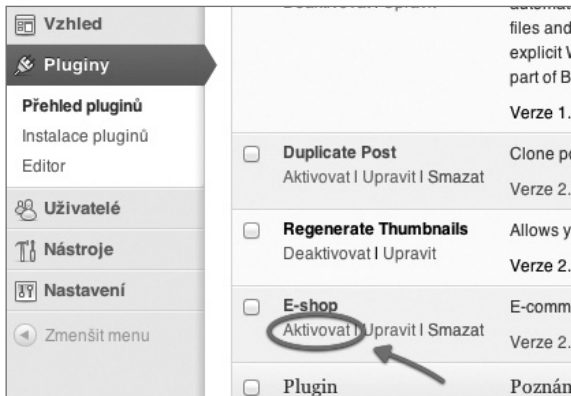 Vzhled
Pluginy
Přehled pluginů
Instalace pluginů
Editor
Uživatelé
Nástroje
Nastavení
Zmenšit menu
files and
explicit
part of
Verze 1.
Duplicate Post
Aktivovat | Upravit | Smazat
Clone
Verze 2.
Regenerate Thumbnails
Deaktivovat | Upravit
Allows
Verze 2.
E-shop
Aktivovat | Upravit | Smazat
E-comm
Verze 2.
Plugin
Poznám